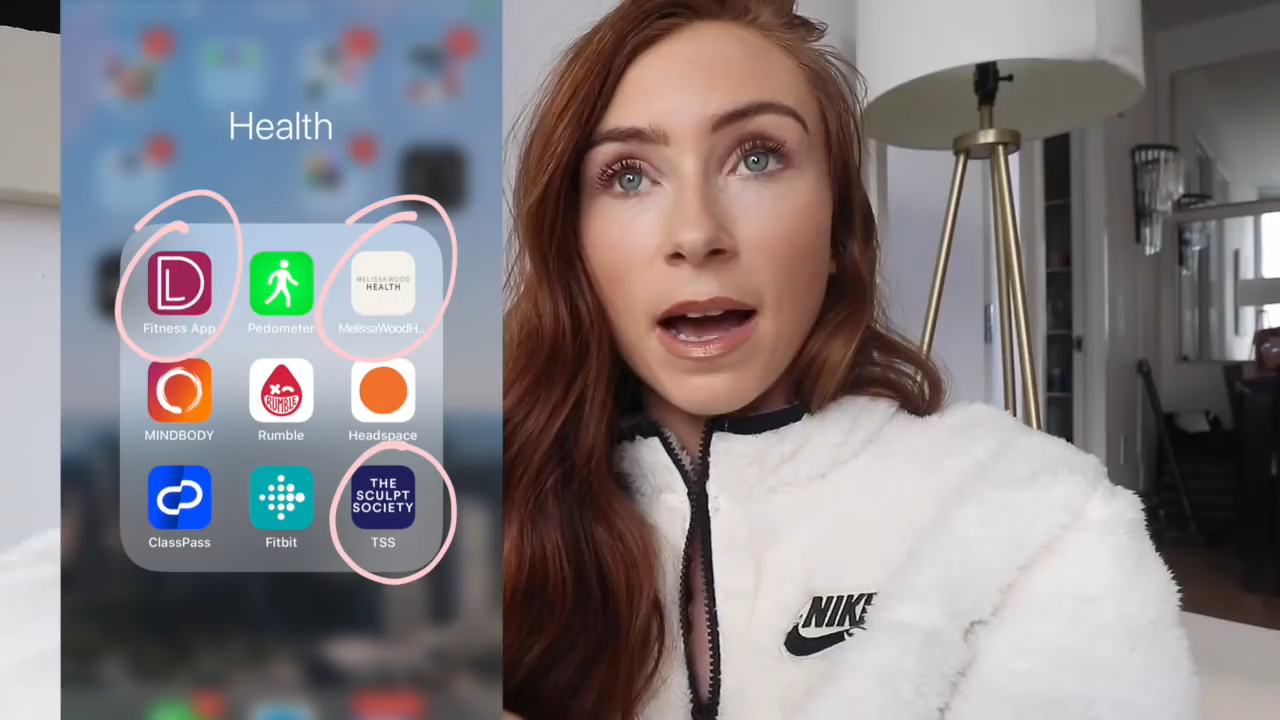 Health
Fitness App
Pedometer
MELISSA WOOD
HEALTH
MelissaWoodH..
MINDBODY
RUMBLE
Rumble
Headspace
ClassPass
Fitbit
THE
SCULPT
SOCIETY
TSS
NIKE